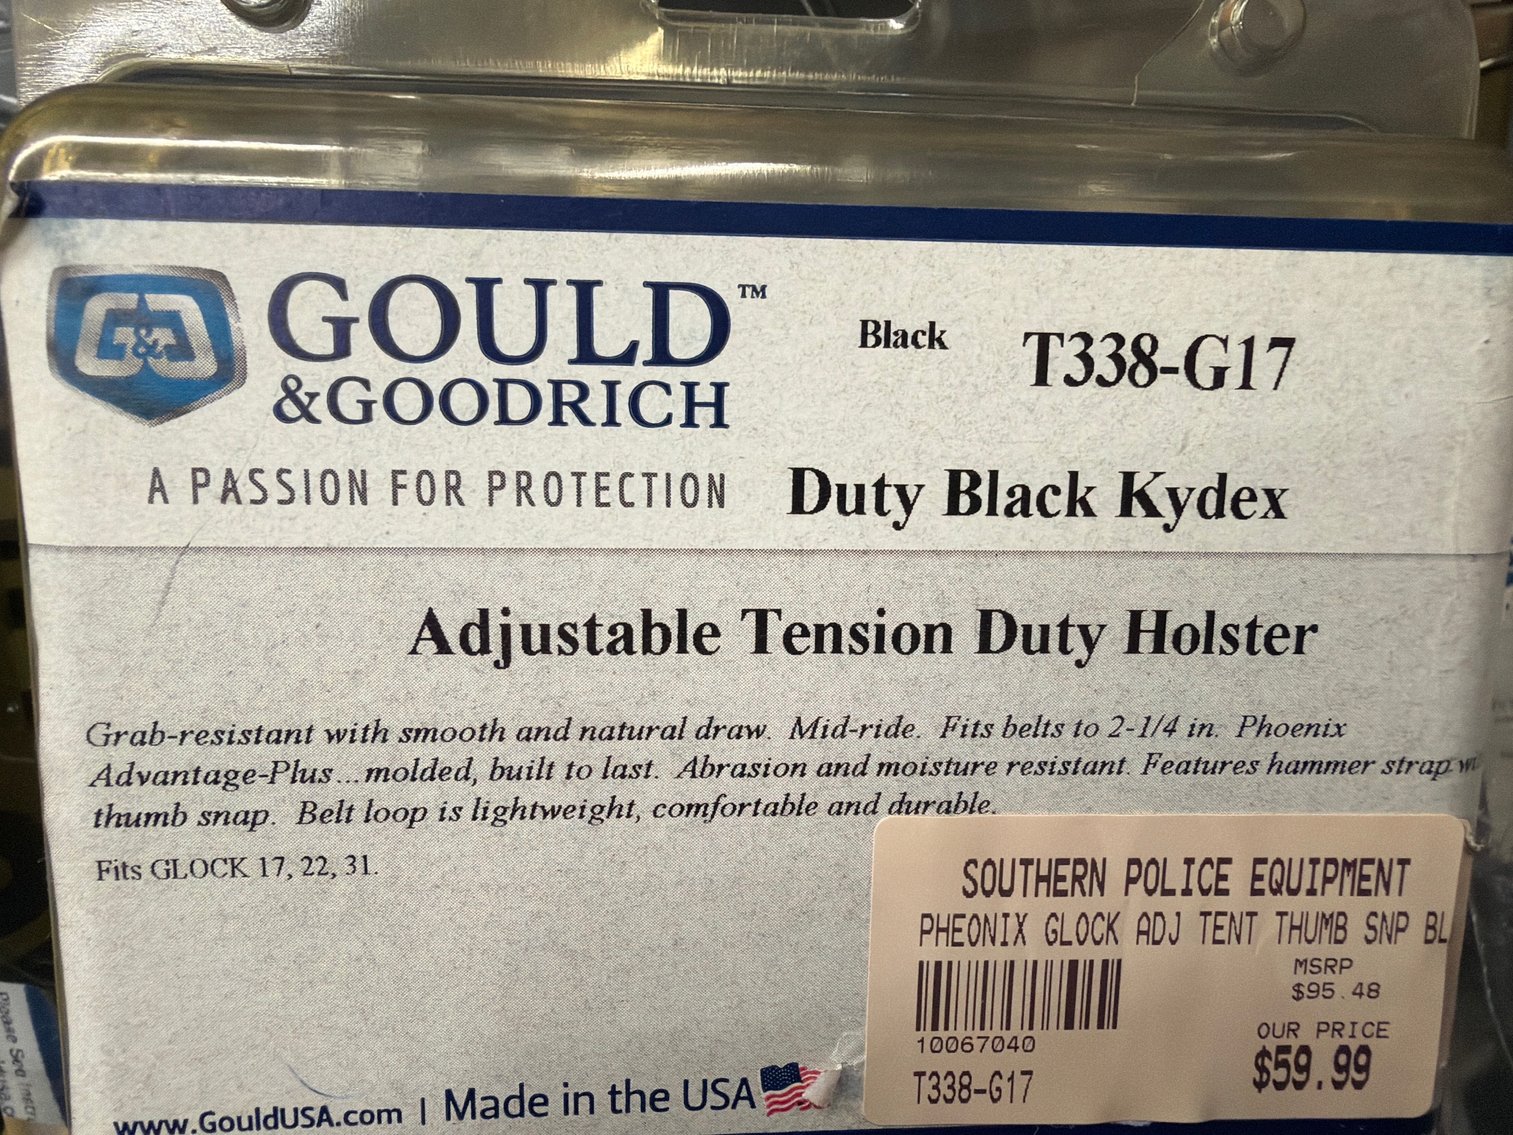 G&G
GOULD™
&GOODRICH
A PASSION FOR PROTECTION
Black T338-G17
Duty Black Kydex
Adjustable Tension Duty Holster
Grab-resistant with smooth and natural draw. Mid-ride. Fits belts to 2-1/4 in. Phoenix
Advantage-Plus...molded, built to last. Abrasion and moisture resistant. Features hammer strap
thumb snap. Belt loop is lightweight, comfortable and durable.
Fits GLOCK 17, 22, 31.
www.GouldUSA.com | Made in the USA
SOUTHERN POLICE EQUIPMENT
PHEONIX GLOCK ADJ TENT THUMB SNP BL
MSRP
$95.48
10067040
OUR PRICE
$59.99
T338-G17
Please See